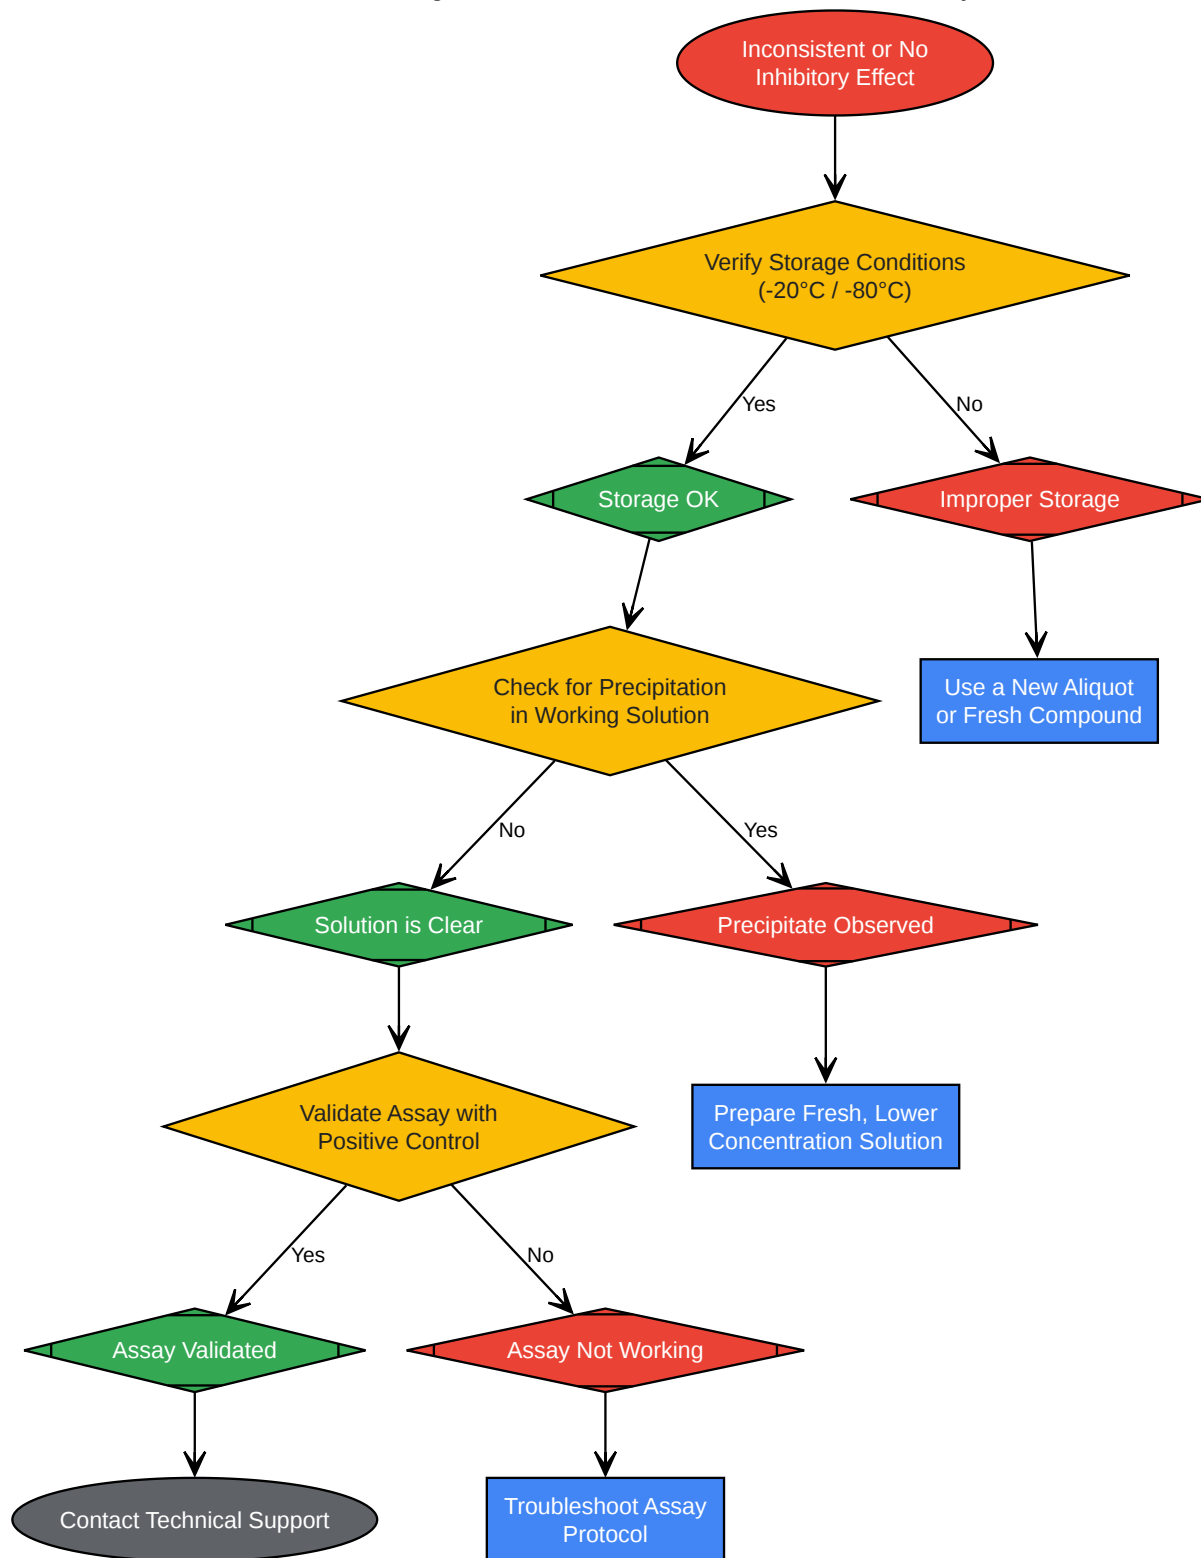 Inconsistent or No
Inhibitory Effect
Verify Storage Conditions
(-20°C / -80°C)
Yes
No
Storage OK
Improper Storage
Check for Precipitation
in Working Solution
Use a New Aliquot
or Fresh Compound
No
Yes
Solution is Clear
Precipitate Observed
Validate Assay with
Positive Control
Prepare Fresh, Lower
Concentration Solution
Yes
No
Assay Validated
Assay Not Working
Contact Technical Support
Troubleshoot Assay
Protocol